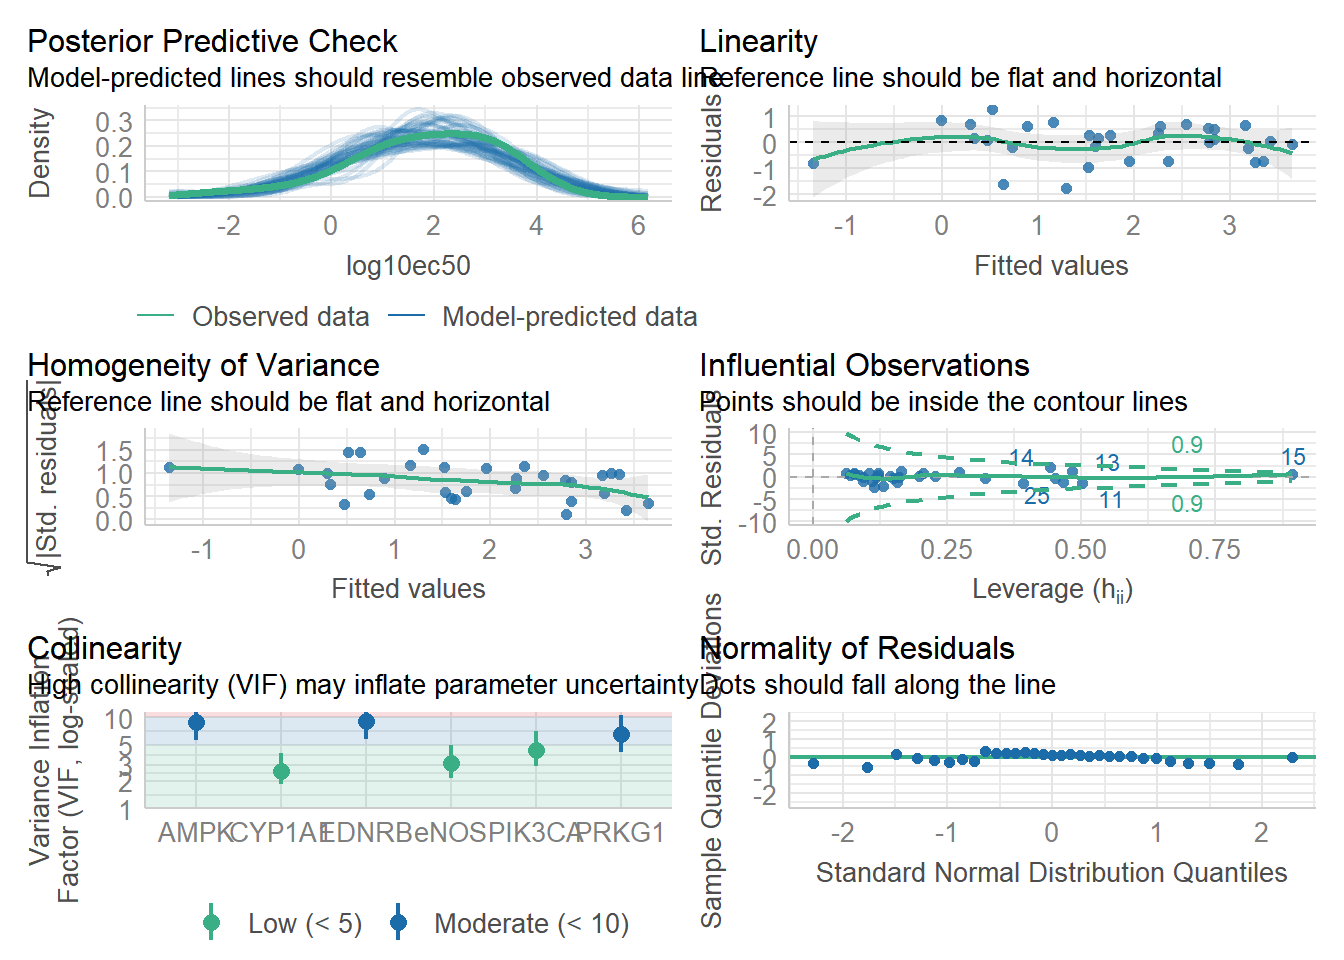 Posterior Predictive Check
Model-predicted lines should resemble observed data line
Density
0.3
0.2
0.1
0.0
-2 0 2 4 6
log10ec50
Observed data Model-predicted data
Linearity
Reference line should be flat and horizontal
Residuals
1
0
-1
-2
-1 0 1 2 3
Fitted values
Homogeneity of Variance
Reference line should be flat and horizontal
√|Std. residuals|
1.5
1.0
0.5
0.0
-1 0 1 2 3
Fitted values
Influential Observations
Points should be inside the contour lines
Std. Residuals
10
5
0
-5
-10
0.9
14 13 15
25 11
0.9
0.00 0.25 0.50 0.75
Leverage (hii)
Collinearity
High collinearity (VIF) may inflate parameter uncertainty
Variance Inflation
Factor (VIF, log-scaled)
10
5
3
2
1
AMPK CYP1A1 EDNRB eNOS PIK3CA PRKG1
Low (< 5) Moderate (< 10)
Normality of Residuals
Dots should fall along the line
Sample Quantile Deviations
2
1
0
-1
-2
-2 -1 0 1 2
Standard Normal Distribution Quantiles